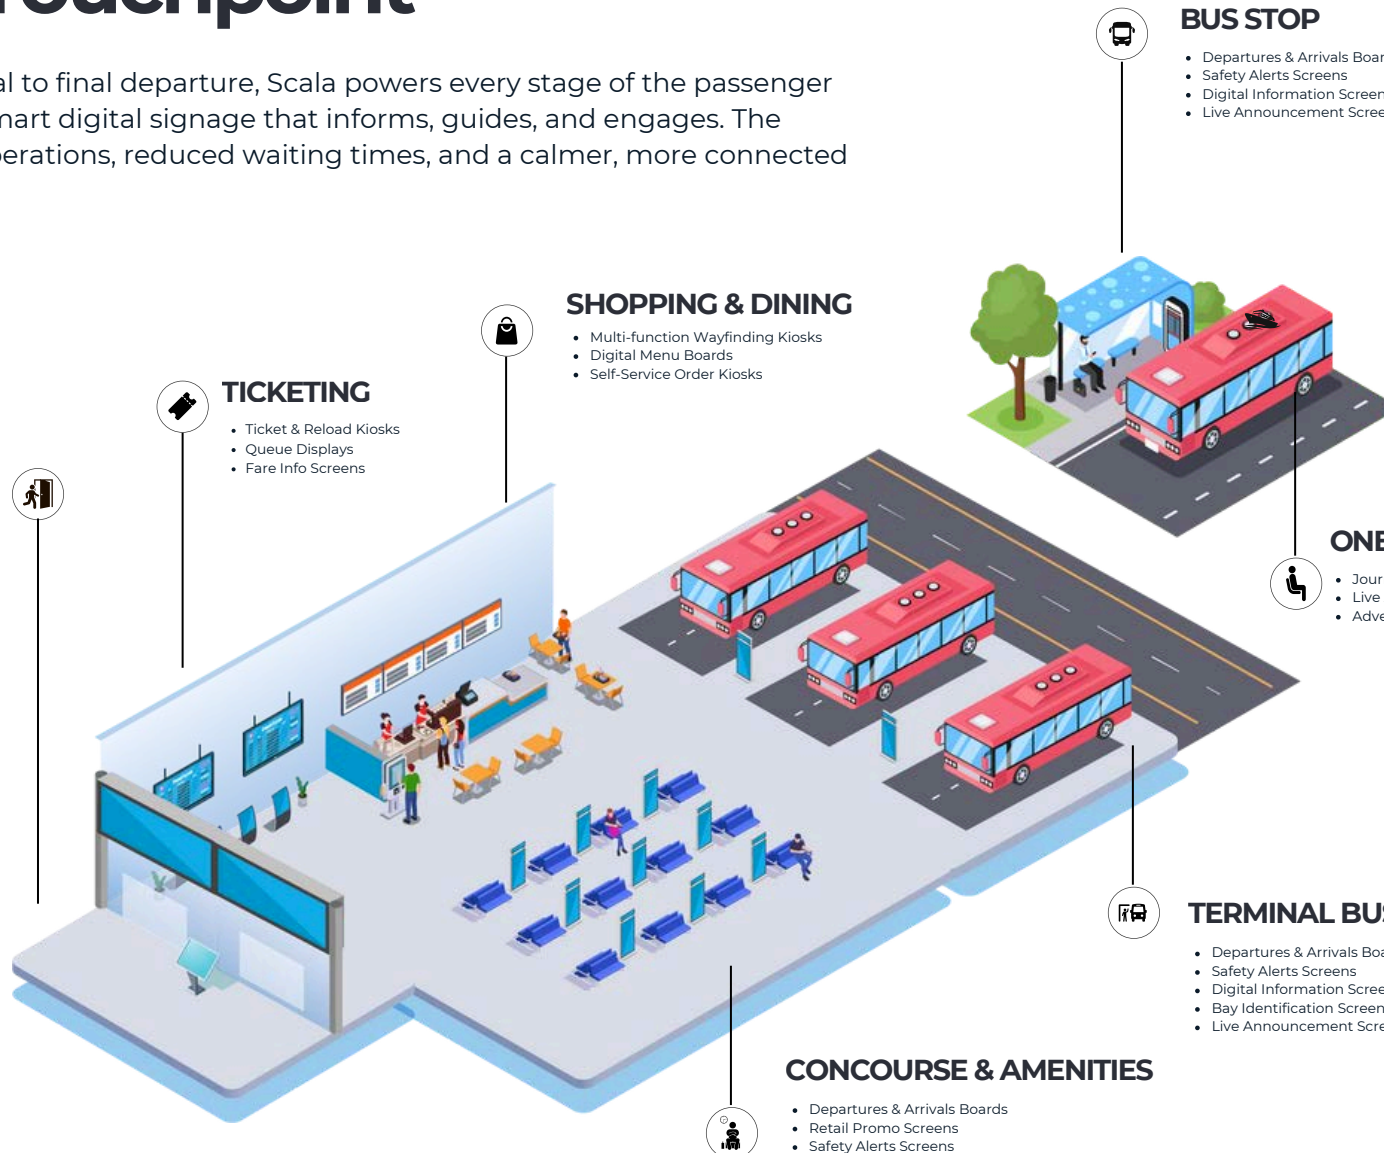 Touchpoint
al to final departure, Scala powers every stage of the passenger
mart digital signage that informs, guides, and engages. The
perations, reduced waiting times, and a calmer, more connected
BUS STOP
Departures & Arrivals Boar
Safety Alerts Screens
Digital Information Screen
Live Announcement Scree
SHOPPING & DINING
Multi-function Wayfinding Kiosks
Digital Menu Boards
Self-Service Order Kiosks
TICKETING
Ticket & Reload Kiosks
Queue Displays
Fare Info Screens
ONE
Jour
Live
Adve
TERMINAL BUS
Departures & Arrivals Boa
Safety Alerts Screens
Digital Information Scree
Bay Identification Screen
Live Announcement Scre
CONCOURSE & AMENITIES
Departures & Arrivals Boards
Retail Promo Screens
Safety Alerts Screens